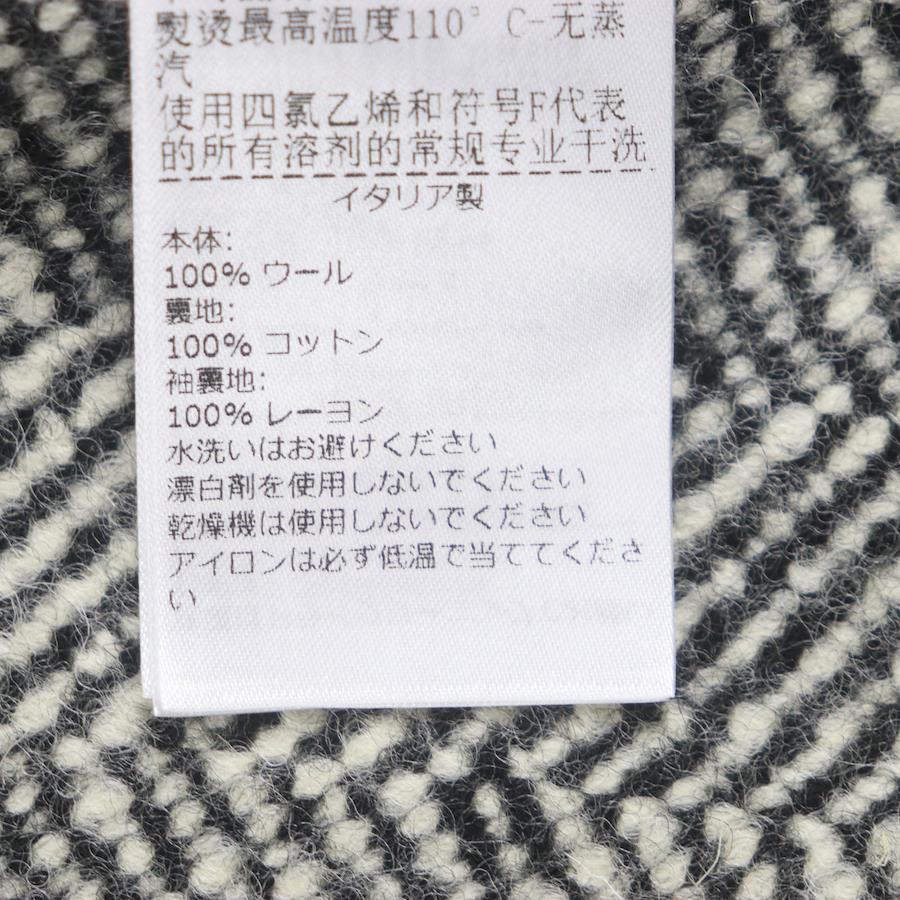 熨烫最高温度110°C-无蒸
汽
使用四氯乙烯和符号F代表
的所有溶剂的常规专业干洗
イタリア製
本体:
100% ウール
裏地:
100% コットン
袖裏地:
100% レーヨン
水洗いはお避けください
漂白剤を使用しないでください
乾燥機は使用しないでください
アイロンは必ず低温で当ててくださ
い